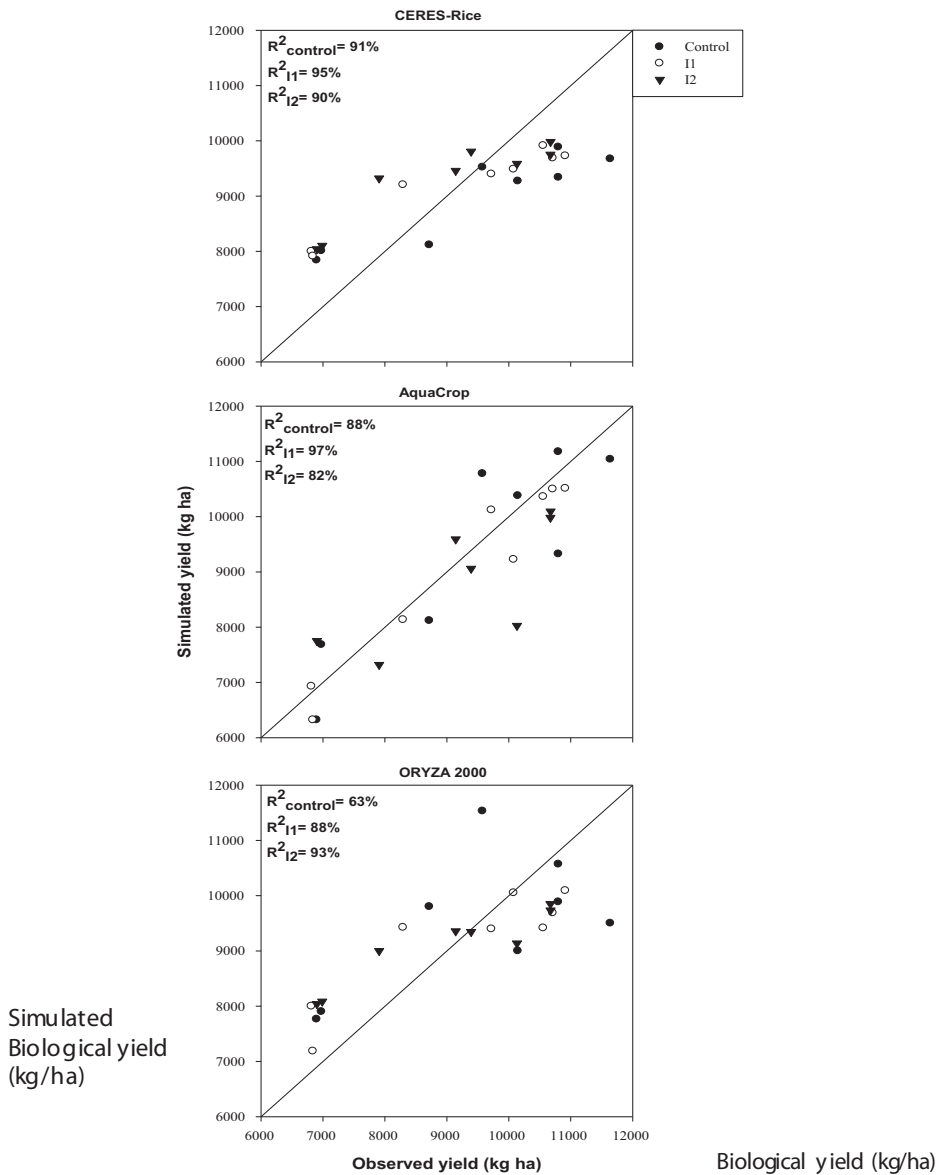 CERES-Rice
12000
11000
10000
9000
8000
7000
6000
R2control= 91%
R2I1= 95%
R2I2= 90%
Control
I1
I2
AquaCrop
12000
11000
10000
9000
8000
7000
6000
R2control= 88%
R2I1= 97%
R2I2= 82%
Simulated yield (kg ha)
ORYZA 2000
12000
11000
10000
9000
8000
7000
6000
R2control= 63%
R2I1= 88%
R2I2= 93%
6000 7000 8000 9000 10000 11000 12000
Observed yield (kg ha)
Simulated
Biological yield
(kg/ha)
Biological yield (kg/ha)